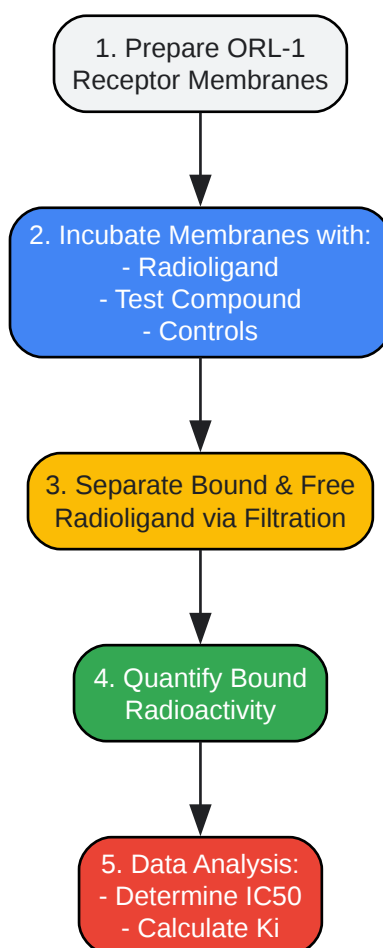 1. Prepare ORL-1
Receptor Membranes
2. Incubate Membranes with:
- Radioligand
- Test Compound
- Controls
3. Separate Bound & Free
Radioligand via Filtration
4. Quantify Bound
Radioactivity
5. Data Analysis:
- Determine IC50
- Calculate Ki